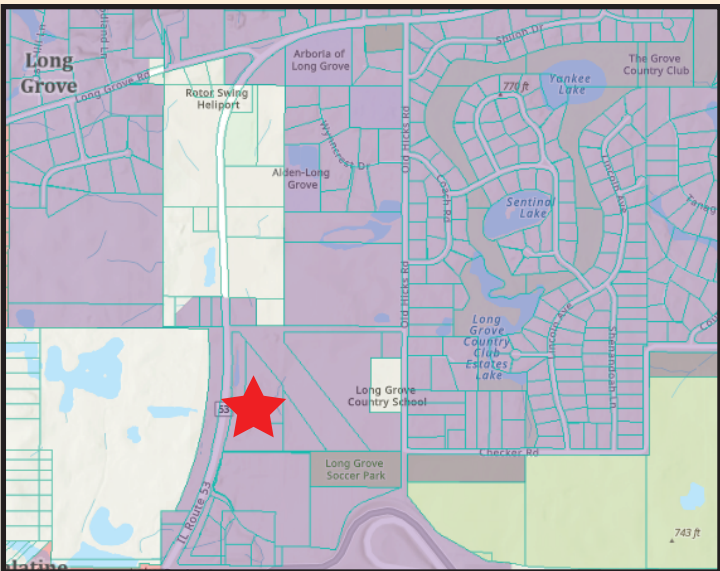 Shiloh Dr
Arboria of
Long Grove
The Grove
Country Club
Long
Grove
Long Grove Rd
770 ft
Yankee
Lake
Rotor Swing
Heliport
Old Hicks Rd
Wynncrest Dr
Alden-Long
Grove
Coach Rd
Lincoln Ave
Sentinal
Lake
Old Hicks Rd
Long
Grove
Country
Club
Estates
Lake
Lincoln Ave
Shenandoah Ln
Long Grove
Country School
53
Checker Rd
Long Grove
Soccer Park
IL Route 53
743 ft